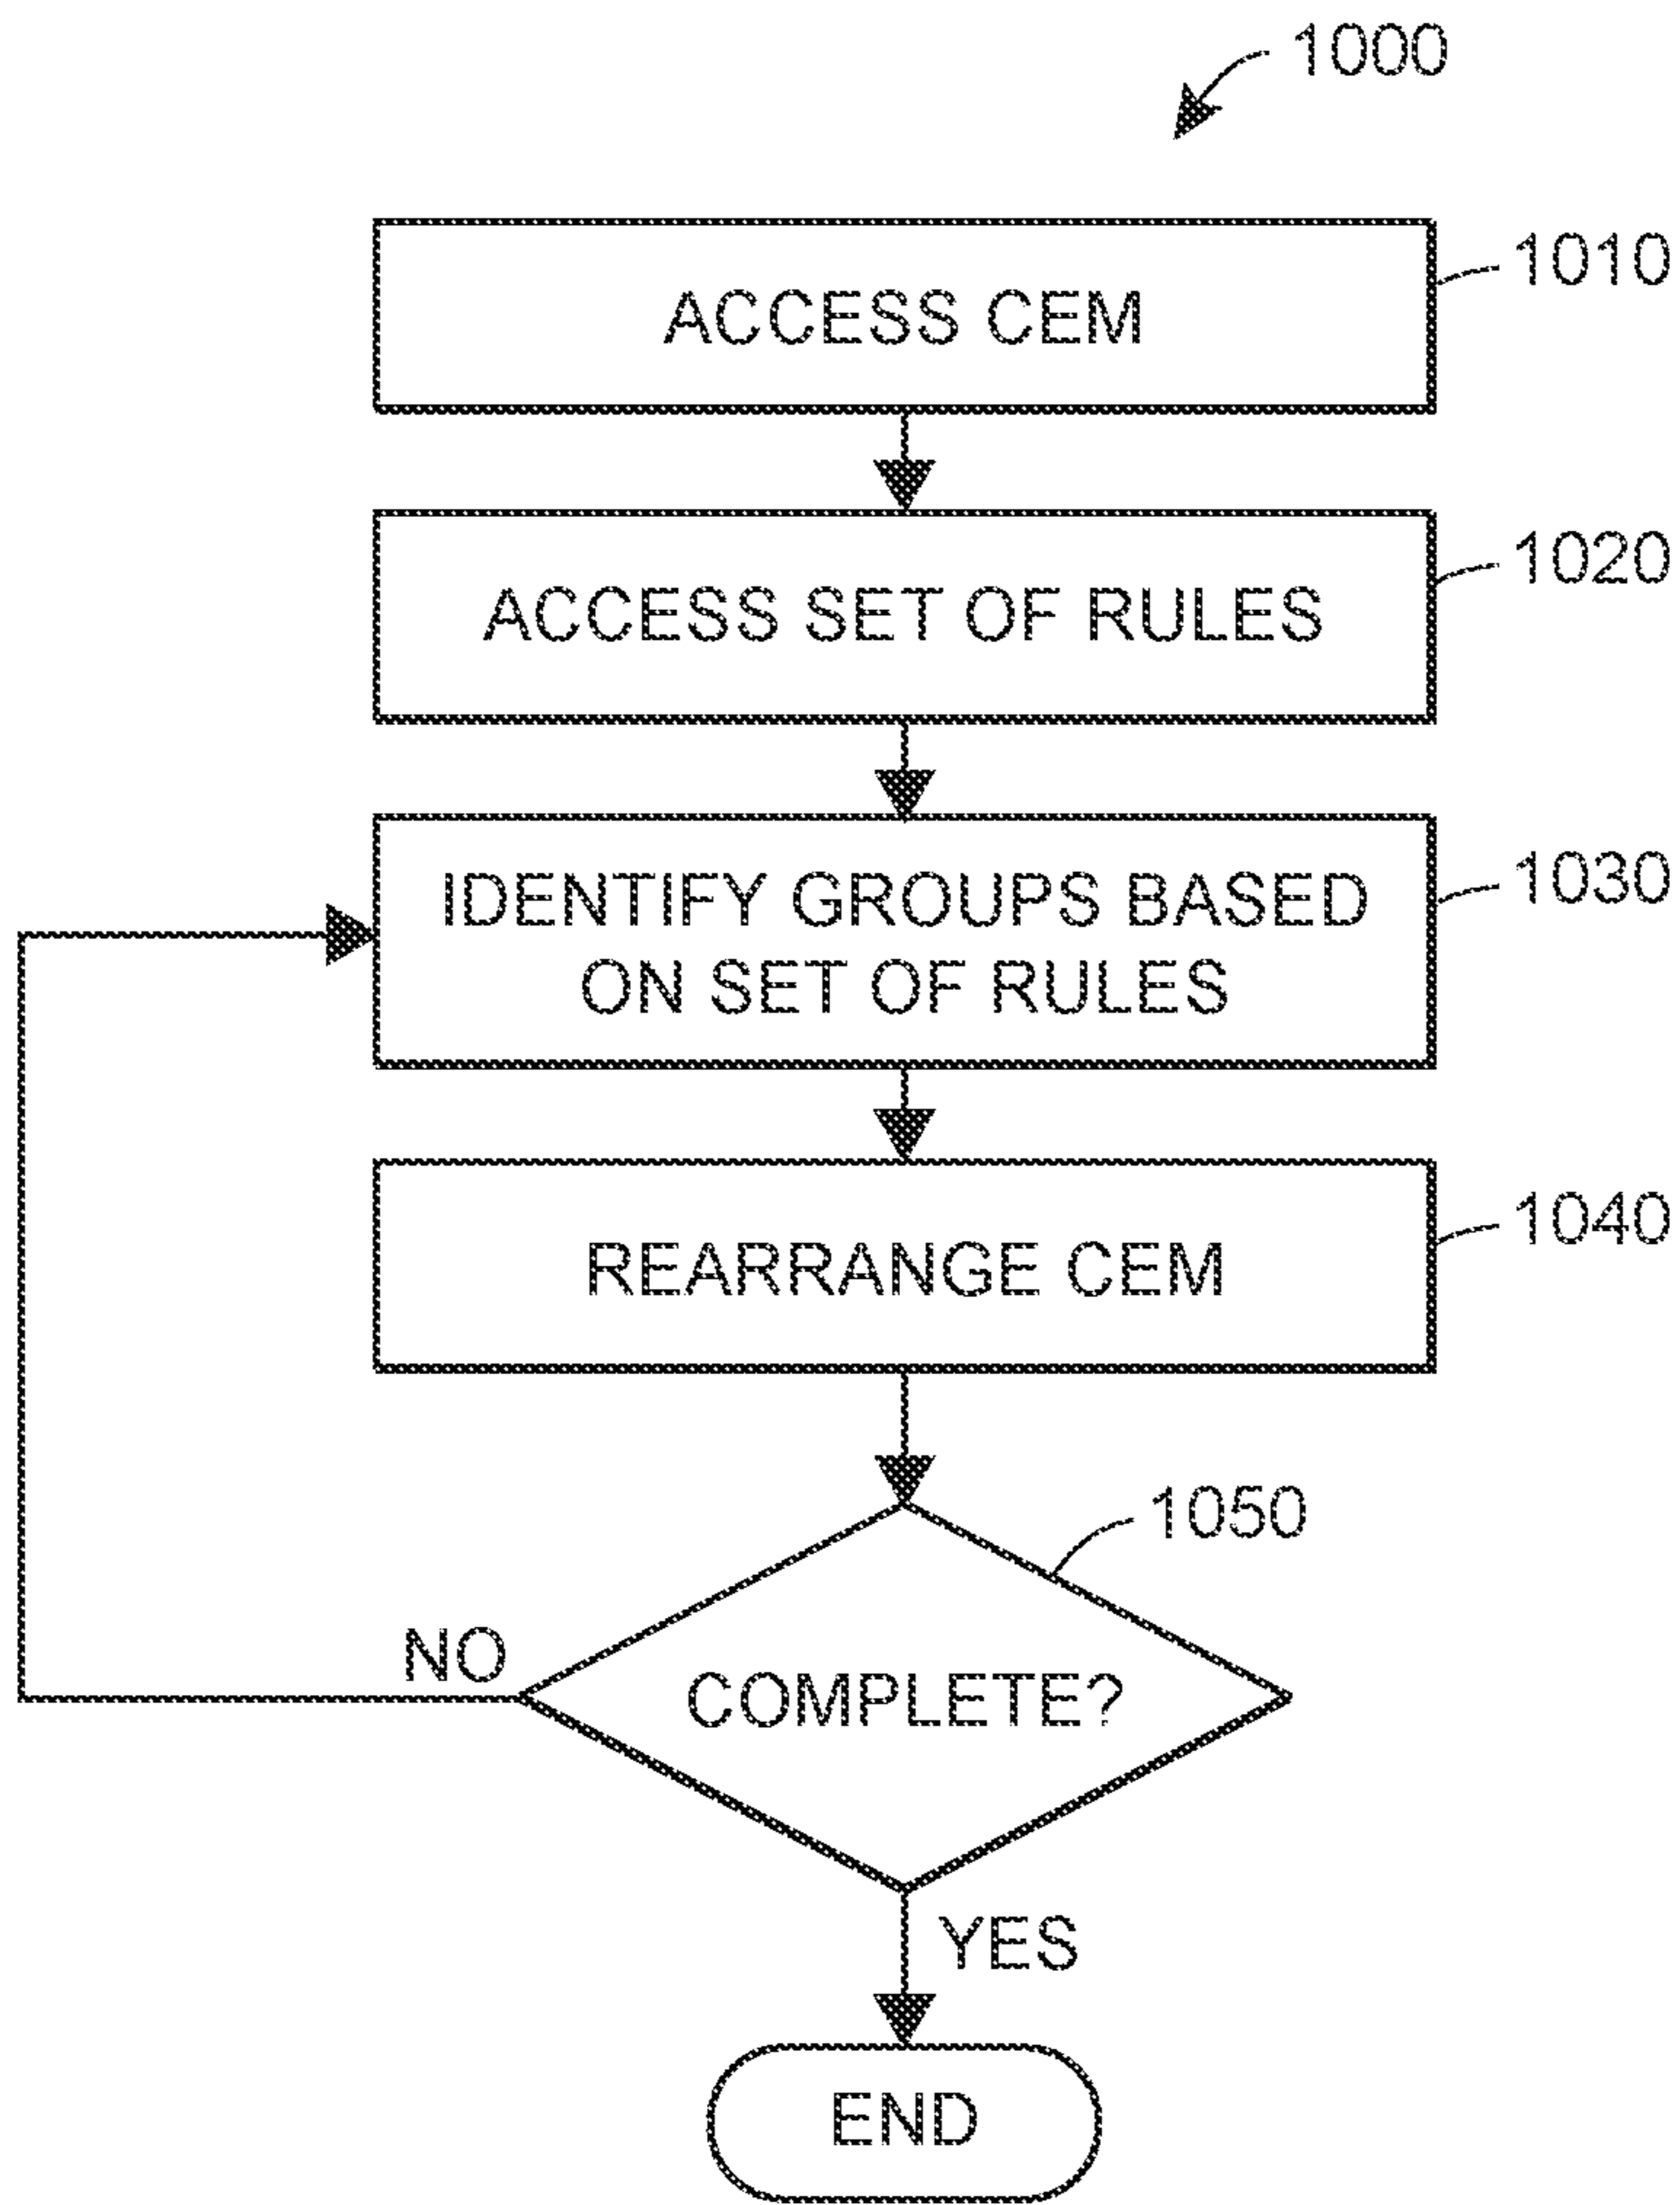 1000
ACCESS CEM
1010
ACCESS SET OF RULES
1020
IDENTIFY GROUPS BASED
ON SET OF RULES
1030
REARRANGE CEM
1040
1050
COMPLETE?
NO
YES
END